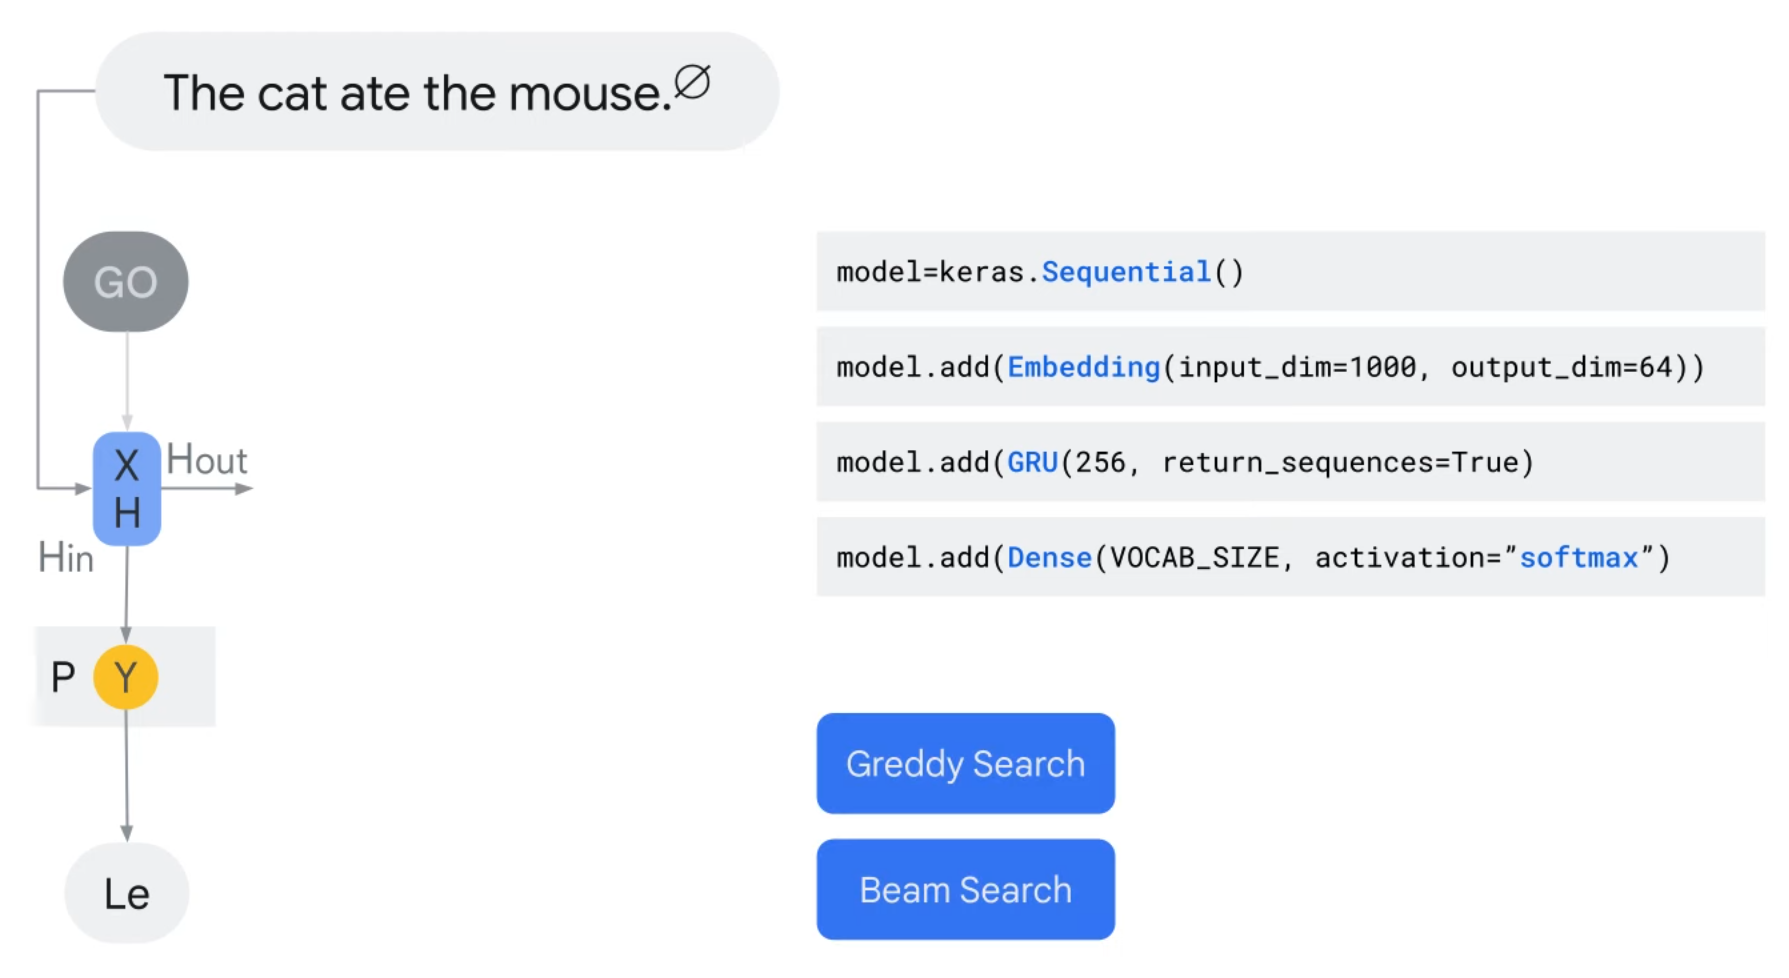 The cat ate the mouse.∅
GO
X
Hout
H
Hin
P
Y
Le
model=keras.Sequential()
model.add(Embedding(input_dim=1000, output_dim=64))
model.add(GRU(256, return_sequences=True)
model.add(Dense(VOCAB_SIZE, activation=”softmax”)
Greddy Search
Beam Search